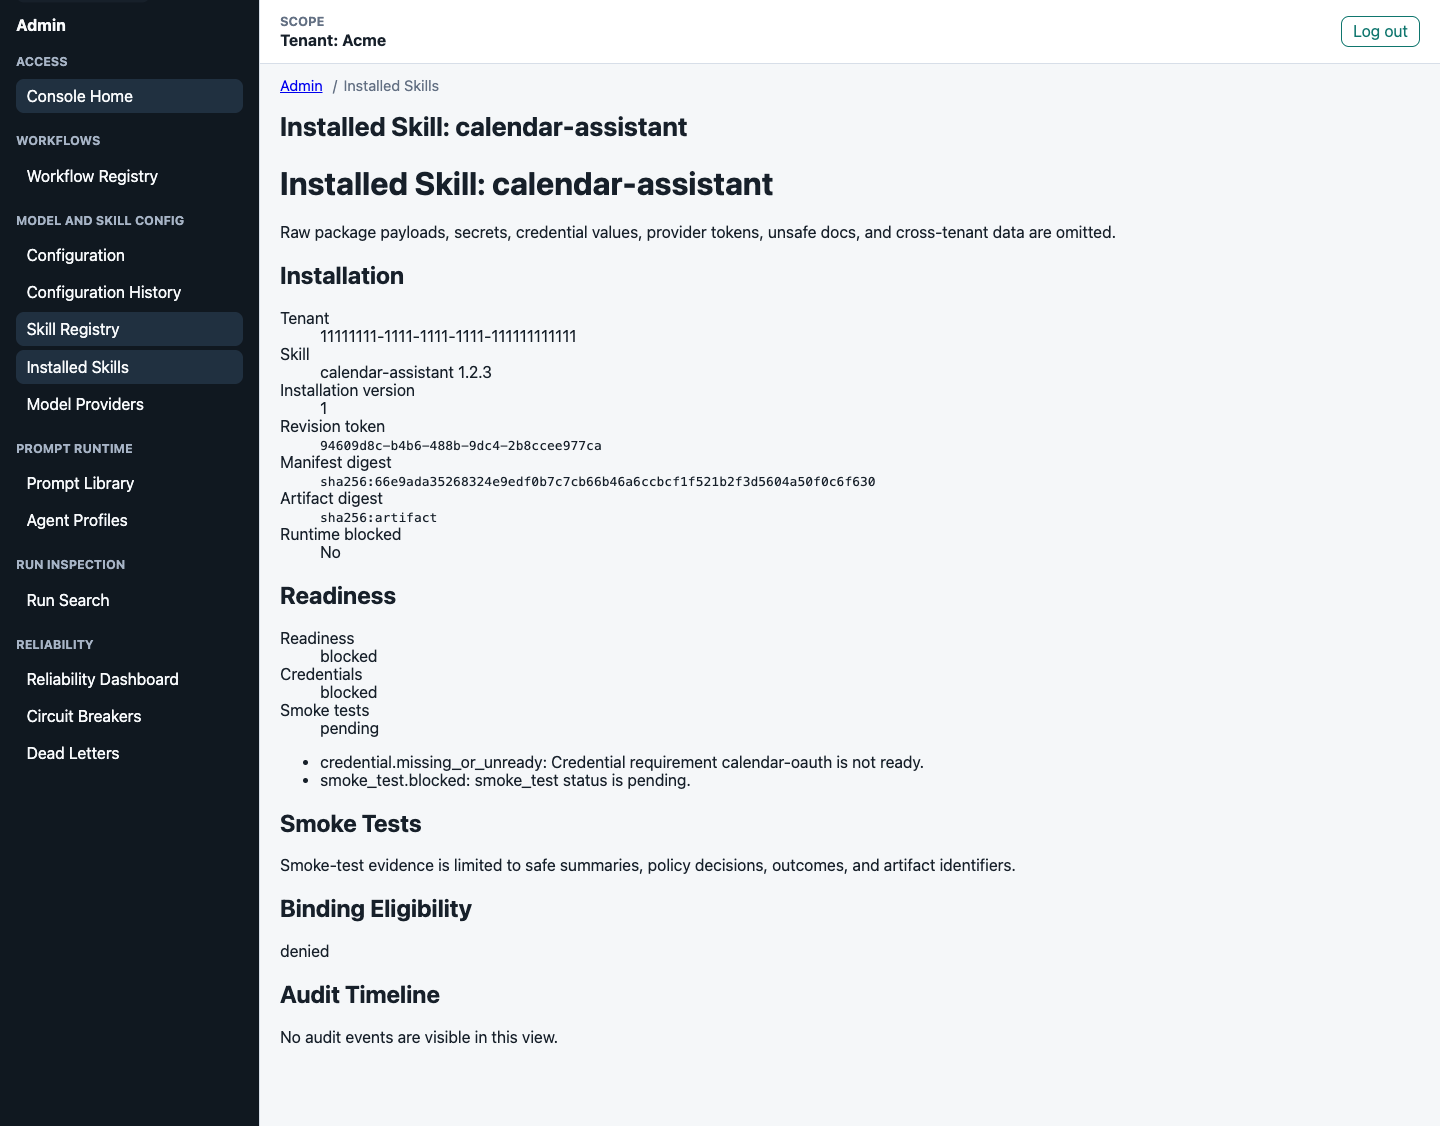 Admin
ACCESS
Console Home
WORKFLOWS
Workflow Registry
MODEL AND SKILL CONFIG
Configuration
Configuration History
Skill Registry
Installed Skills
Model Providers
PROMPT RUNTIME
Prompt Library
Agent Profiles
RUN INSPECTION
Run Search
RELIABILITY
Reliability Dashboard
Circuit Breakers
Dead Letters
SCOPE
Tenant: Acme
Log out
Admin / Installed Skills
Installed Skill: calendar-assistant
Installed Skill: calendar-assistant
Raw package payloads, secrets, credential values, provider tokens, unsafe docs, and cross-tenant data are omitted.
Installation
Tenant
11111111-1111-1111-1111-111111111111
Skill
calendar-assistant 1.2.3
Installation version
1
Revision token
94609d8c-b4b6-488b-9dc4-2b8ccee977ca
Manifest digest
sha256:66e9ada35268324e9edf0b7c7cb66b46a6ccbcf1f521b2f3d5604a50f0c6f630
Artifact digest
sha256:artifact
Runtime blocked
No
Readiness
Readiness
blocked
Credentials
blocked
Smoke tests
pending
• credential.missing_or_unready: Credential requirement calendar-oauth is not ready.
• smoke_test.blocked: smoke_test status is pending.
Smoke Tests
Smoke-test evidence is limited to safe summaries, policy decisions, outcomes, and artifact identifiers.
Binding Eligibility
denied
Audit Timeline
No audit events are visible in this view.